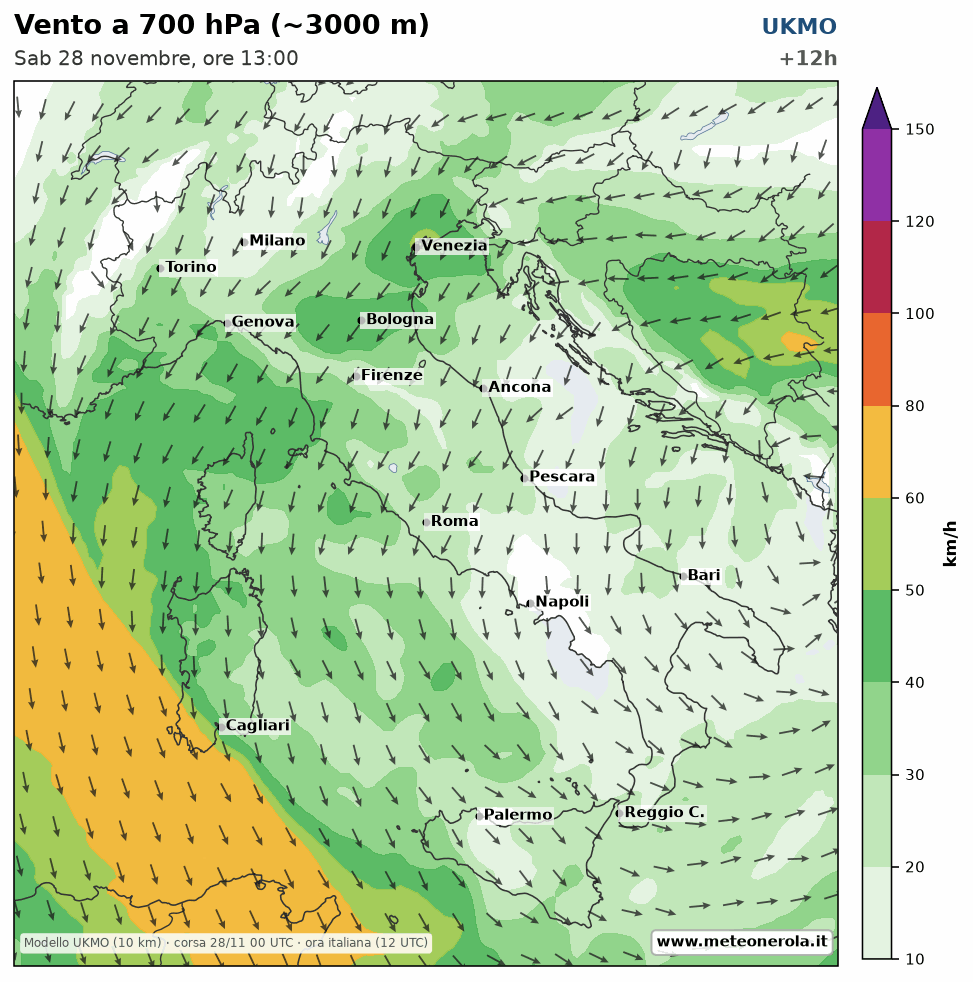 Vento a 700 hPa (~3000 m)
UKMO
Sab 28 novembre, ore 13:00
+12h
150
120
100
80
60
50
40
30
20
10
km/h
Milano
Venezia
Torino
Genova
Bologna
Firenze
Ancona
Pescara
Roma
Bari
Napoli
Cagliari
Palermo
Reggio C.
Modello UKMO (10 km) · corsa 28/11 00 UTC · ora italiana (12 UTC)
www.meteonerola.it